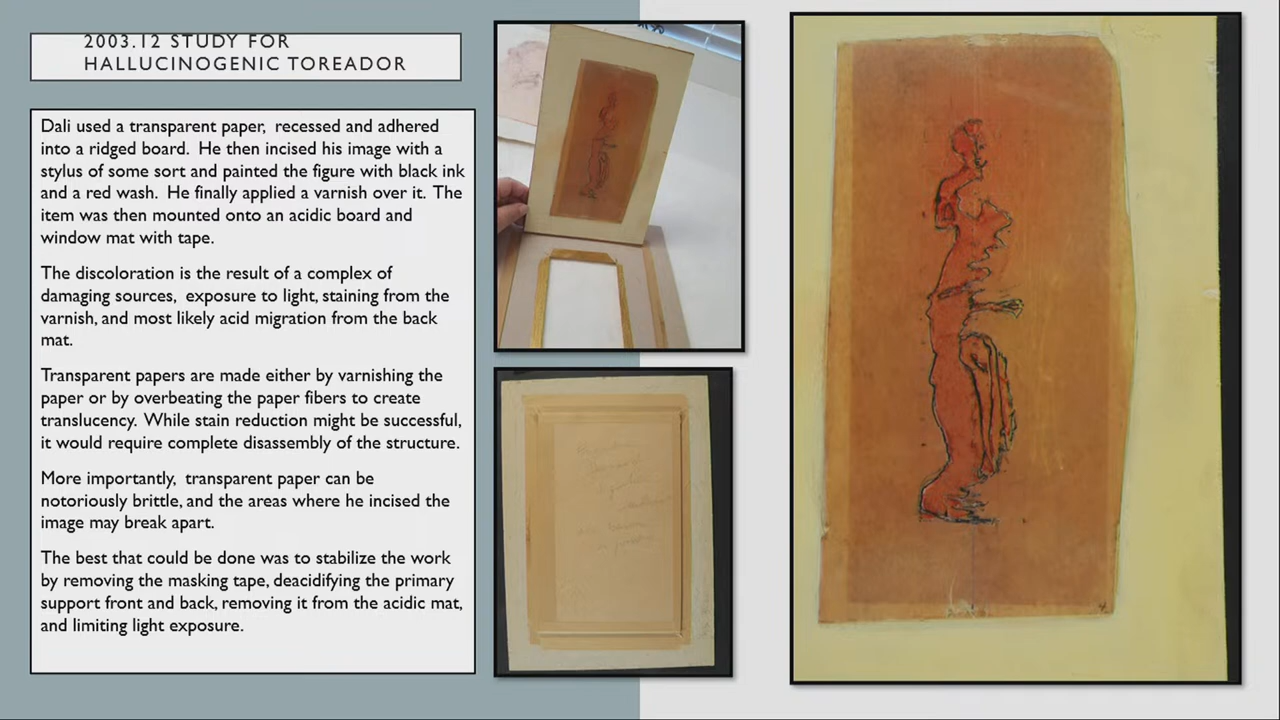 2003.12 STUDY FOR
HALLUCINOGENIC TOREADOR
Dali used a transparent paper, recessed and adhered
into a ridged board. He then incised his image with a
stylus of some sort and painted the figure with black ink
and a red wash. He finally applied a varnish over it. The
item was then mounted onto an acidic board and
window mat with tape.
The discoloration is the result of a complex of
damaging sources, exposure to light, staining from the
varnish, and most likely acid migration from the back
mat.
Transparent papers are made either by varnishing the
paper or by overbeating the paper fibers to create
translucency. While stain reduction might be successful,
it would require complete disassembly of the structure.
More importantly, transparent paper can be
notoriously brittle, and the areas where he incised the
image may break apart.
The best that could be done was to stabilize the work
by removing the masking tape, deacidifying the primary
support front and back, removing it from the acidic mat,
and limiting light exposure.